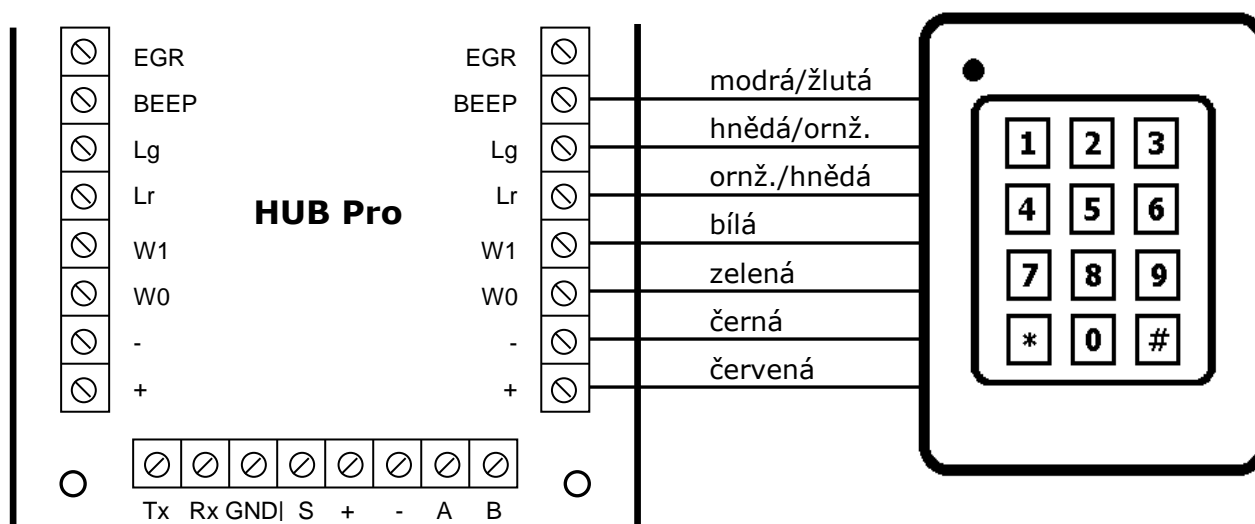 EGR EGR
BEEP BEEP modrá/žlutá
Lg Lg hnědá/ornž.
Lr Lr ornž./hnědá
HUB Pro
W1 W1 bílá
W0 W0 zelená
- - černá
+ + červená
1 2 3
4 5 6
7 8 9
* 0 #
Tx Rx GND| S + - A B